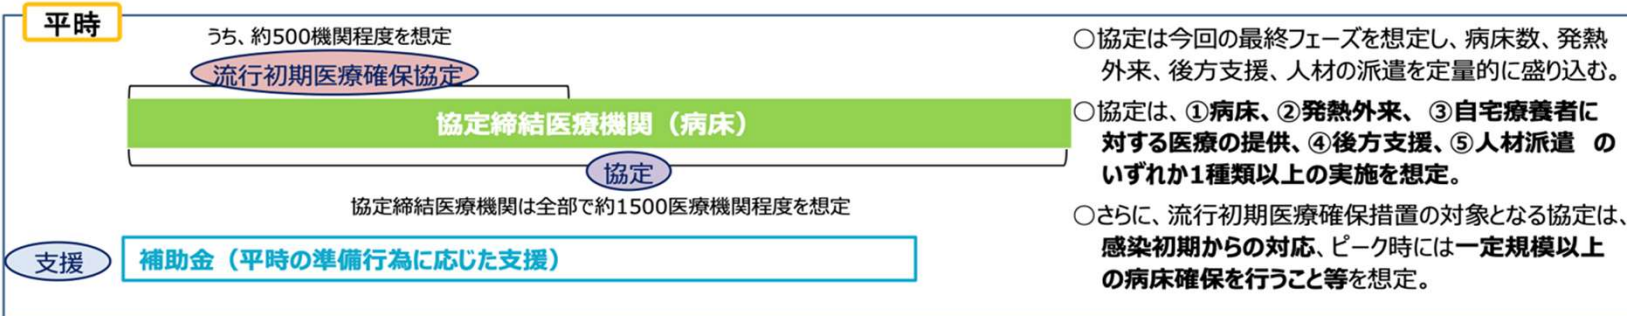 平時
うち、約500機関程度を想定
流行初期医療確保協定
協定締結医療機関（病床）
協定
協定締結医療機関は全部で約1500医療機関程度を想定
支援
補助金（平時の準備行為に応じた支援）
○協定は今回の最終フェーズを想定し、病床数、発熱
外来、後方支援、人材の派遣を定量的に盛り込む。
○協定は、①病床、②発熱外来、 ③自宅療養者に
対する医療の提供、④後方支援、⑤人材派遣 の
いずれか1種類以上の実施を想定。
○さらに、流行初期医療確保措置の対象となる協定は、
感染初期からの対応、ピーク時には一定規模以上
の病床確保を行うこと等を想定。